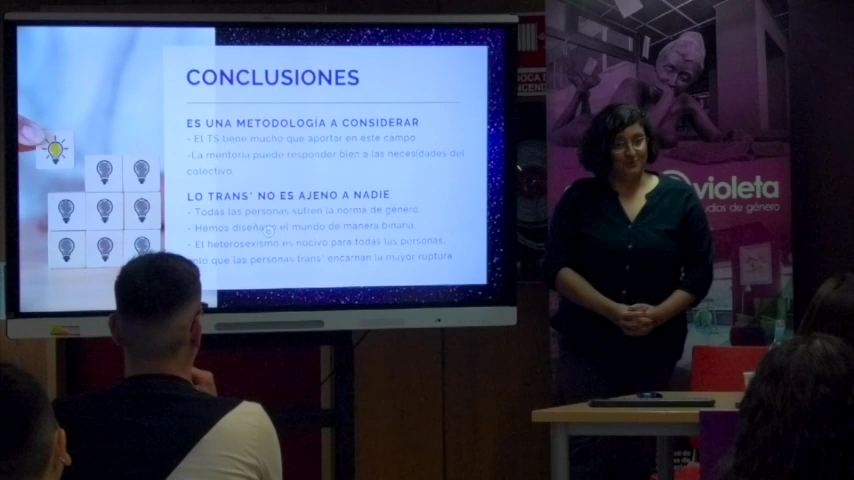 CONCLUSIONES
ES UNA METODOLOGÍA A CONSIDERAR
- El TS tiene mucho que aportar en este campo
-La mentoría puede responder bien a las necesidades del
colectivo.
LO TRANS* NO ES AJENO A NADIE
- Todas las personas sufren la norma de género
- Hemos diseñado el mundo de manera binaria.
- El heterosexismo es nocivo para todas las personas,
solo que las personas trans* encarnan la mayor ruptura
violeta
de género